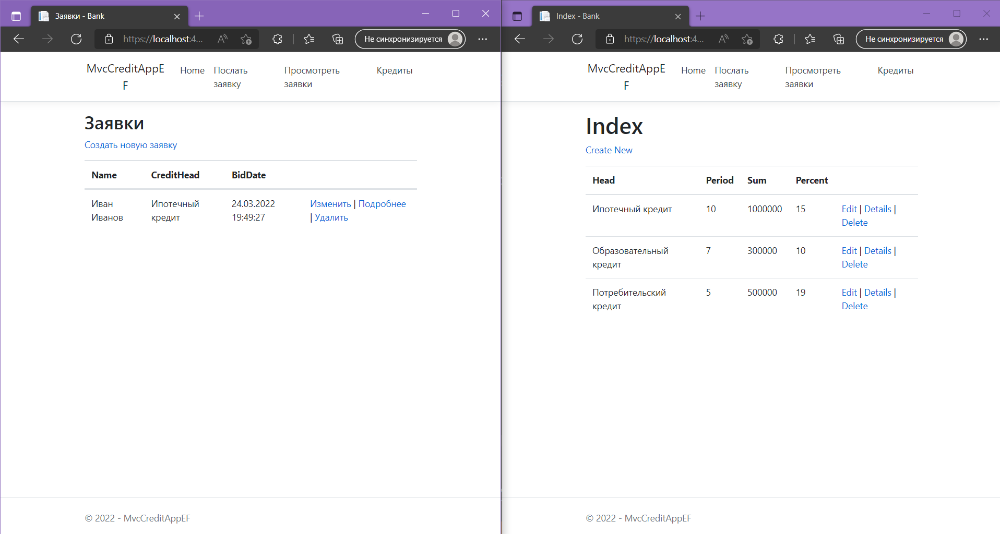 Заявки - Bank
https://localhost:4...
Не синхронизируется
MvcCreditAppE
F
Home
Послать
заявку
Просмотреть
заявки
Кредиты
Заявки
Создать новую заявку
Name CreditHead BidDate
Иван Ипотечный 24.03.2022 Изменить | Подробнее
Иванов кредит 19:49:27 | Удалить
© 2022 - MvcCreditAppEF
Index - Bank
https://localhost:4...
Не синхронизируется
MvcCreditAppE
F
Home
Послать
заявку
Просмотреть
заявки
Кредиты
Index
Create New
Head Period Sum Percent
Ипотечный кредит 10 1000000 15 Edit | Details |
Delete
Образовательный 7 300000 10 Edit | Details |
кредит Delete
Потребительский 5 500000 19 Edit | Details |
кредит Delete
© 2022 - MvcCreditAppEF